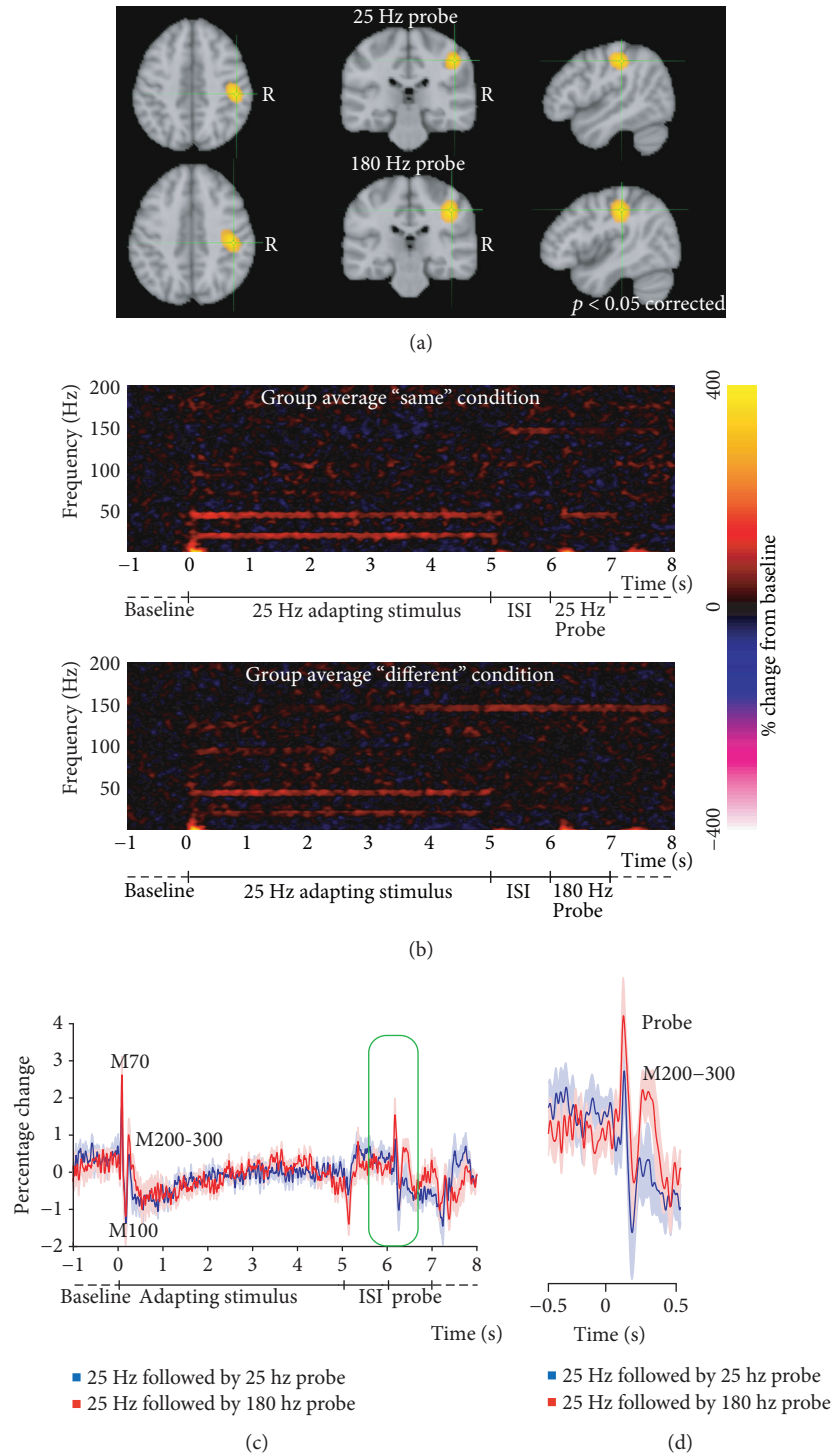 25 Hz probe
R
R
180 Hz probe
R
R
p < 0.05 corrected
(a)
Group average “same” condition
Frequency (Hz)
200
150
100
50
−1 0 1 2 3 4 5 6 7 8
Time (s)
Baseline
25 Hz adapting stimulus
ISI
25 Hz
Probe
Group average “different” condition
Frequency (Hz)
200
150
100
50
−1 0 1 2 3 4 5 6 7 8
Time (s)
Baseline
25 Hz adapting stimulus
ISI
180 Hz
Probe
400
0
−400
% change from baseline
(b)
Percentage change
4
3
2
1
0
−1
−2
M70
M200-300
M100
−1 0 1 2 3 4 5 6 7 8
Baseline Adapting stimulus ISI probe
Time (s)
25 Hz followed by 25 hz probe
25 Hz followed by 180 hz probe
(c)
Probe
M200−300
−0.5 0 0.5
Time (s)
25 Hz followed by 25 hz probe
25 Hz followed by 180 hz probe
(d)